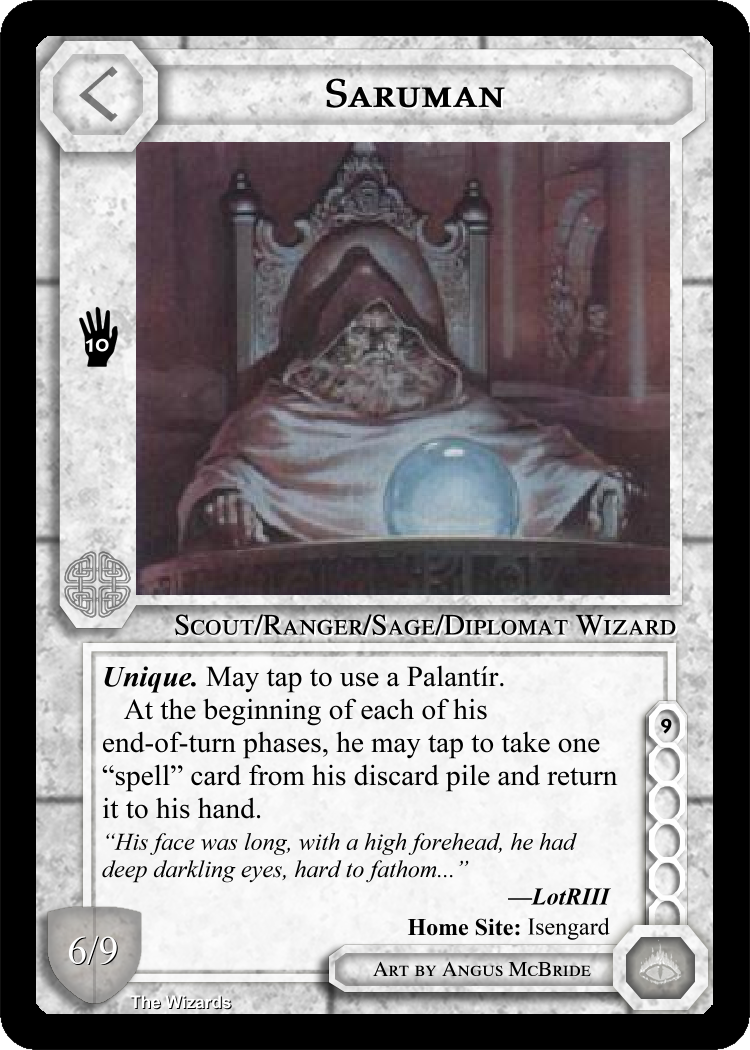 Saruman
10
Scout/Ranger/Sage/Diplomat Wizard
Unique. May tap to use a Palantír.
At the beginning of each of his
end-of-turn phases, he may tap to take one
“spell” card from his discard pile and return
it to his hand.
“His face was long, with a high forehead, he had
deep darkling eyes, hard to fathom...”
—LotRIII
Home Site: Isengard
9
6/9
Art by Angus McBride
The Wizards